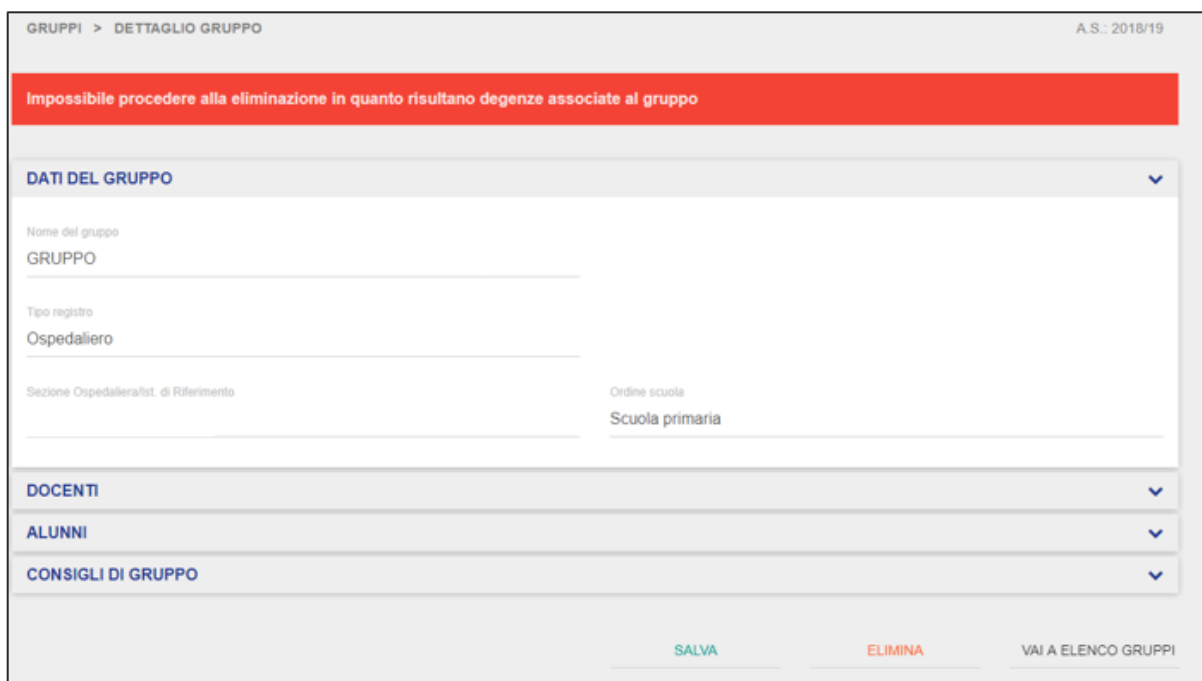 GRUPPI > DETTAGLIO GRUPPO A.S.: 2018/19
Impossibile procedere alla eliminazione in quanto risultano degenze associate al gruppo
DATI DEL GRUPPO
Nome del gruppo
GRUPPO
Tipo registro
Ospedaliero
Sezione Ospedaliera/Ist. di Riferimento Ordine scuola
Scuola primaria
DOCENTI
ALUNNI
CONSIGLI DI GRUPPO
SALVA ELIMINA VAI A ELENCO GRUPPI